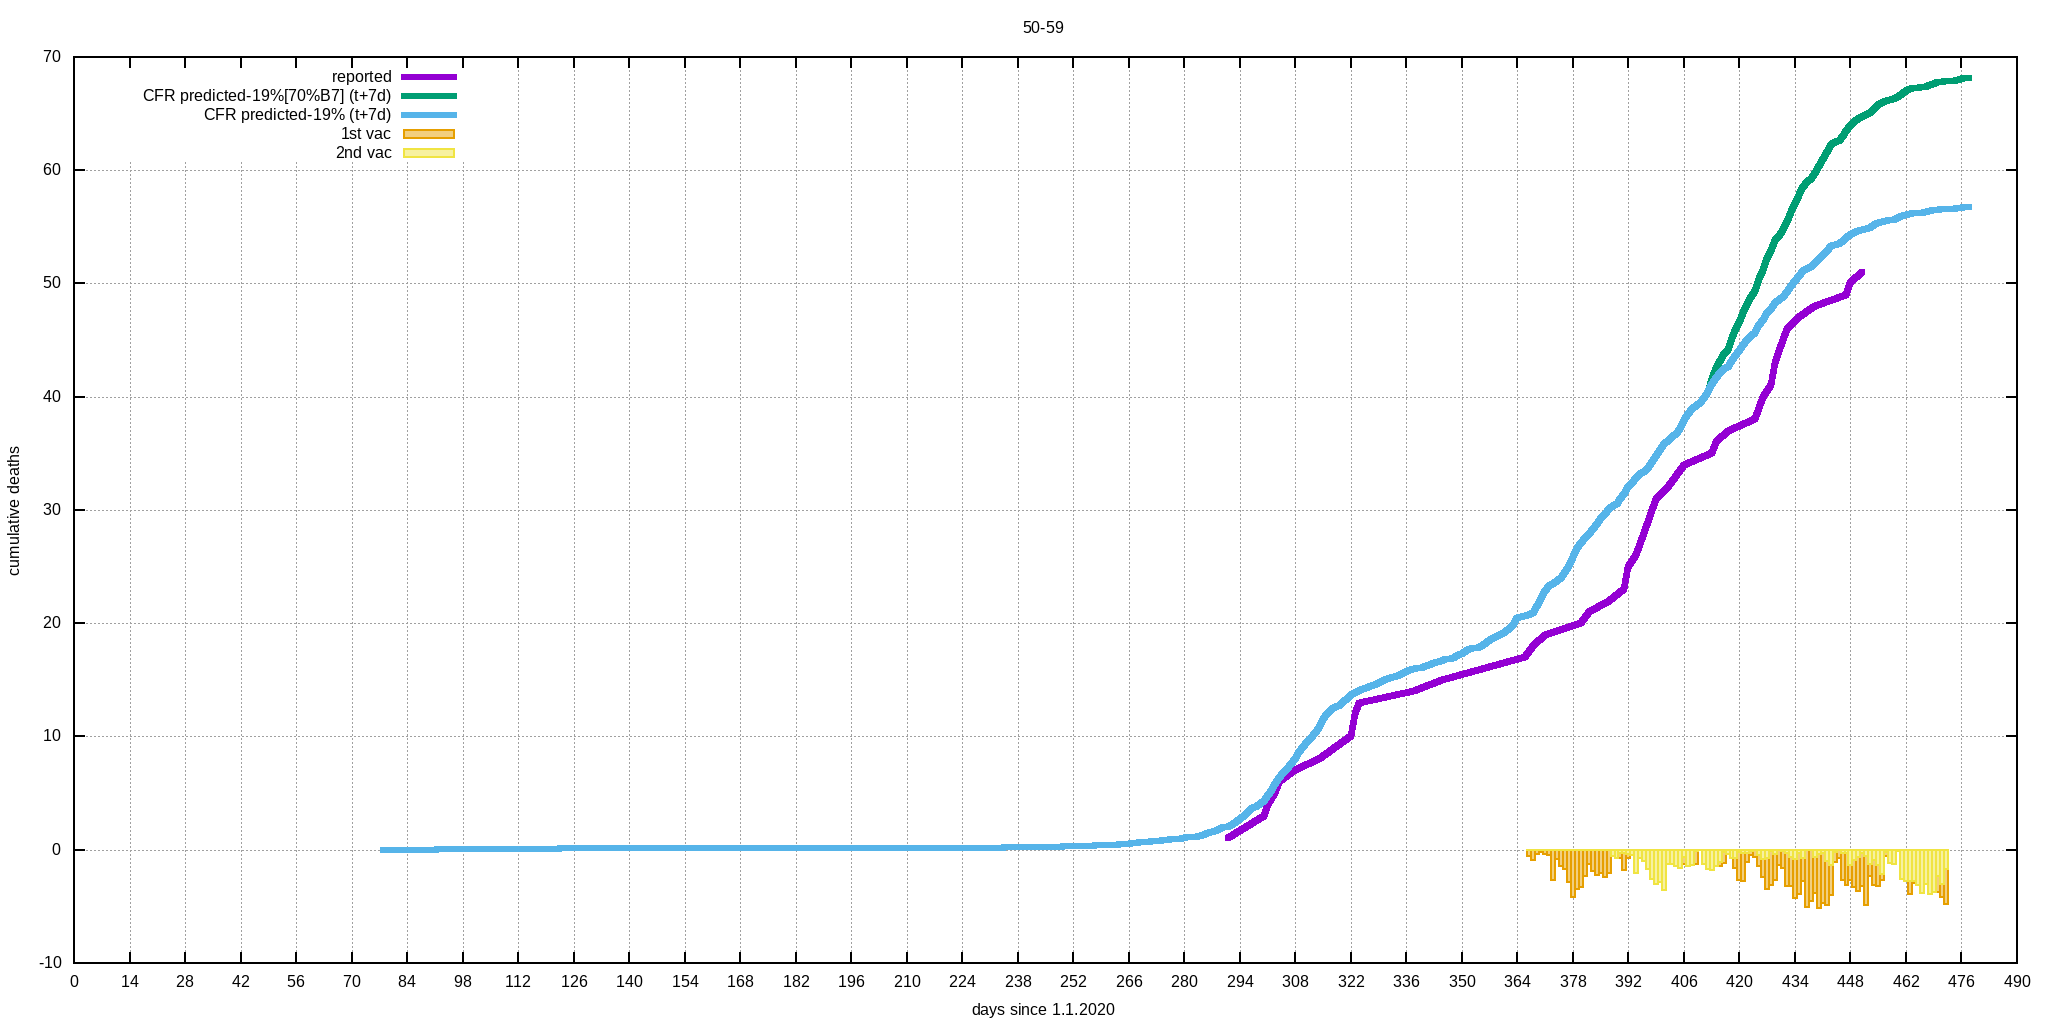 50-59
70
60
50
40
30
20
10
0
-10
cumulative deaths
reported
CFR predicted-19%[70%B7] (t+7d)
CFR predicted-19% (t+7d)
1st vac
2nd vac
0 14 28 42 56 70 84 98 112 126 140 154 168 182 196 210 224 238 252 266 280 294 308 322 336 350 364 378 392 406 420 434 448 462 476 490
days since 1.1.2020